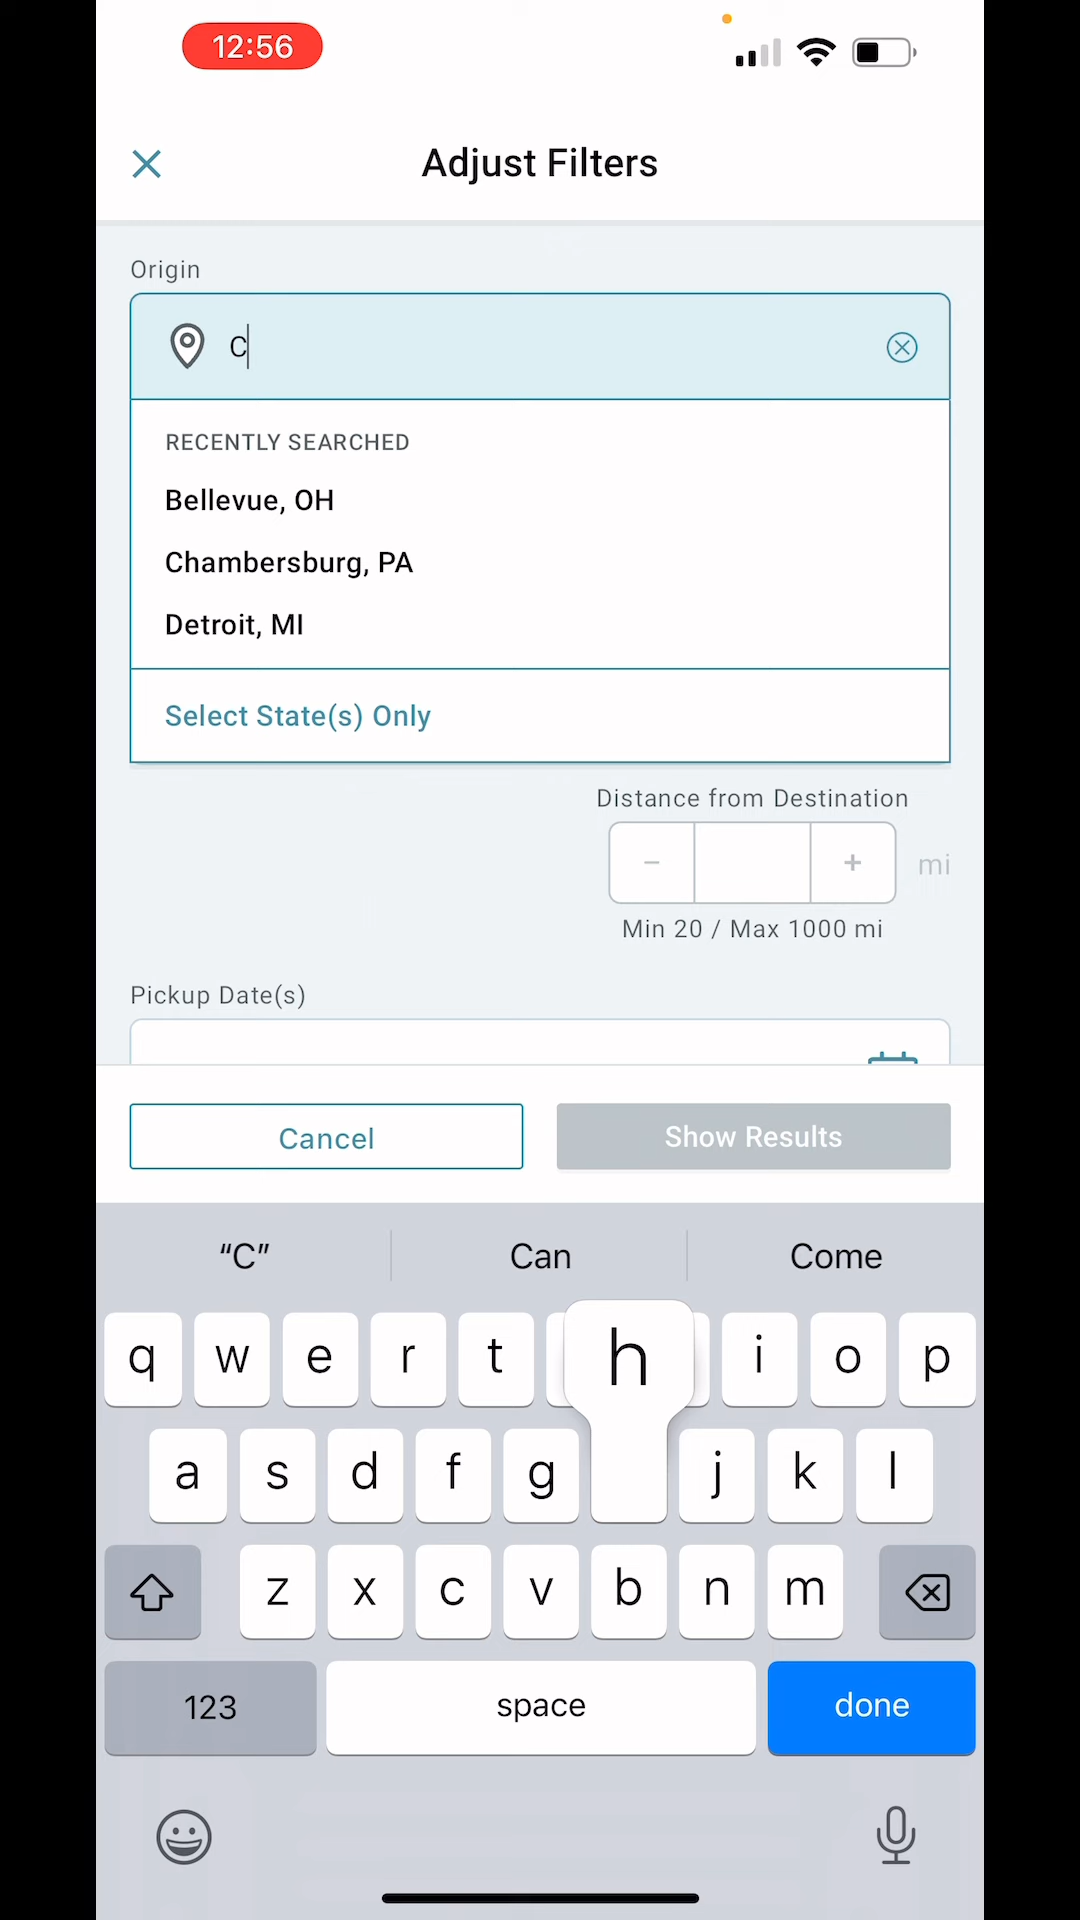 12:56
Adjust Filters
Origin
C
RECENTLY SEARCHED
Bellevue, OH
Chambersburg, PA
Detroit, MI
Select State(s) Only
Distance from Destination
− + mi
Min 20 / Max 1000 mi
Pickup Date(s)
Cancel Show Results
“C” Can Come
q w e r t h i o p
a s d f g j k l
z x c v b n m
123 space done